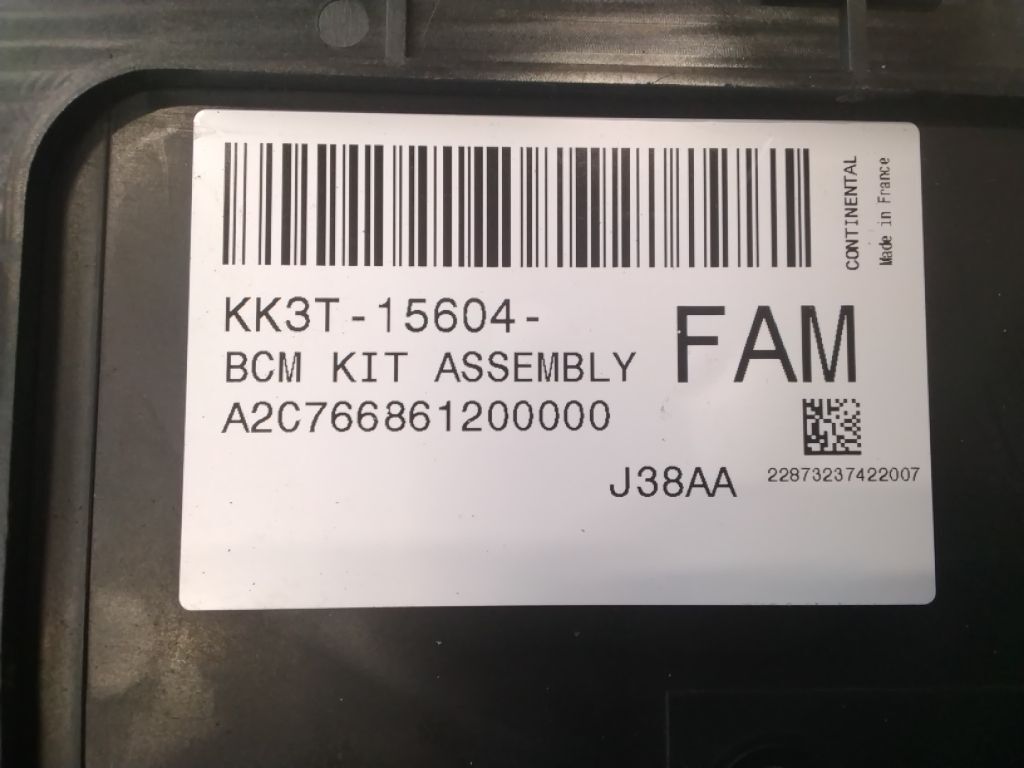 CONTINENTAL
Made in France
KK3T-15604-
FAM
BCM KIT ASSEMBLY
A2C766861200000
J38AA
22873237422007